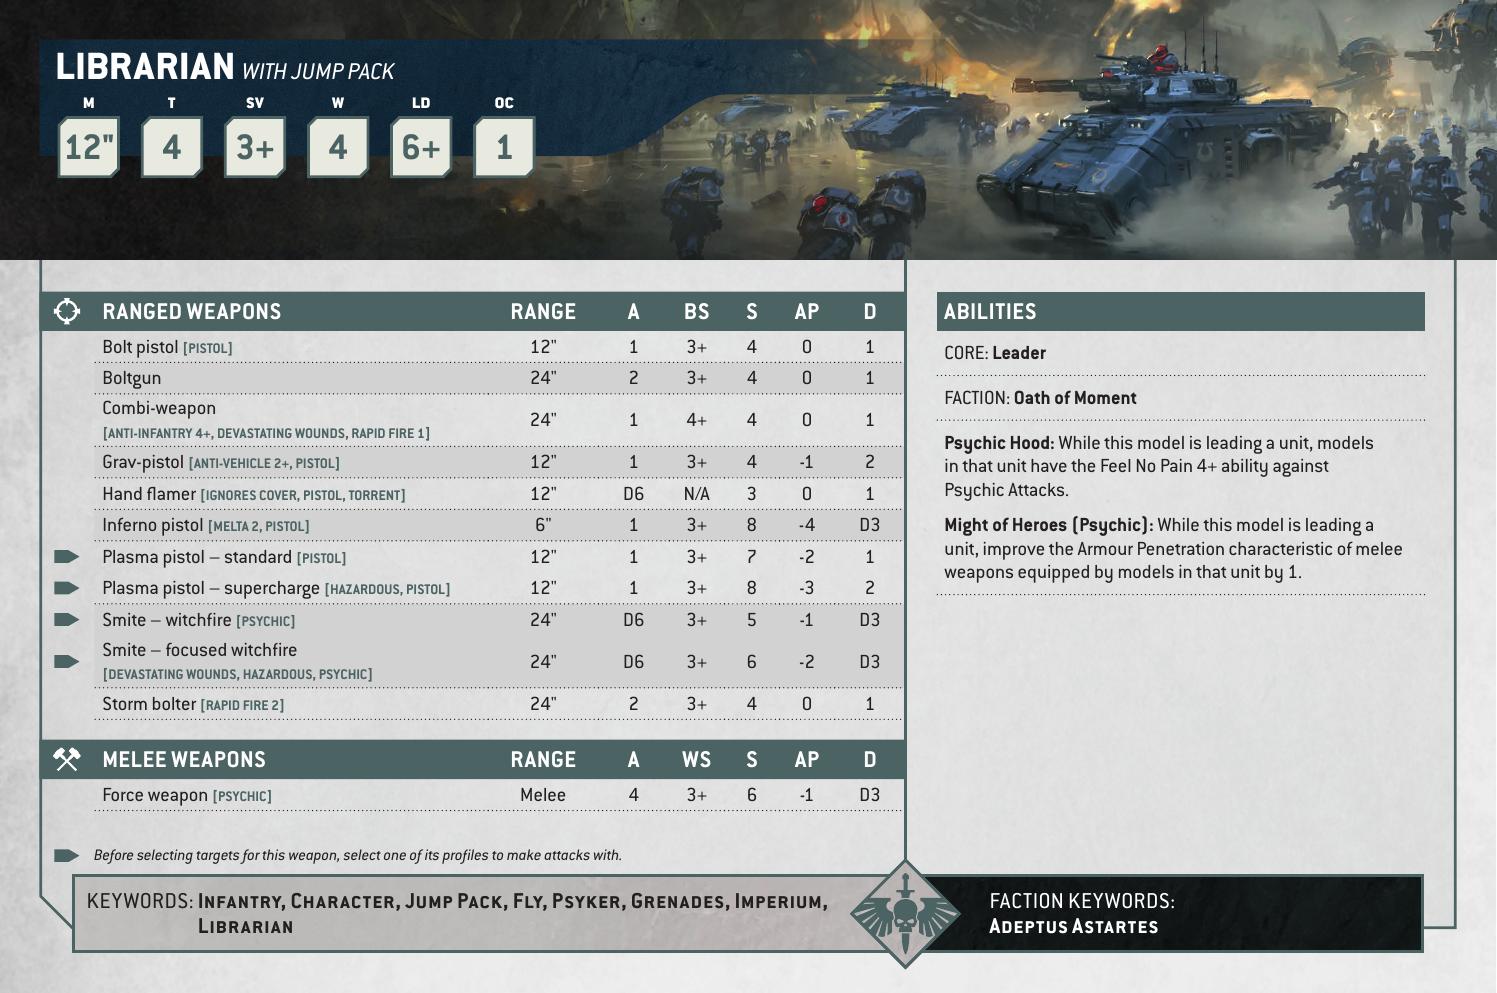 LIBRARIAN WITH JUMP PACK
M T SV W LD OC
12" 4 3+ 4 6+ 1
RANGED WEAPONS RANGE A BS S AP D
Bolt pistol [PISTOL] 12" 1 3+ 4 0 1
Boltgun 24" 2 3+ 4 0 1
Combi-weapon
[ANTI-INFANTRY 4+, DEVASTATING WOUNDS, RAPID FIRE 1] 24" 1 4+ 4 0 1
Grav-pistol [ANTI-VEHICLE 2+, PISTOL] 12" 1 3+ 4 -1 2
Hand flamer [IGNORES COVER, PISTOL, TORRENT] 12" D6 N/A 3 0 1
Inferno pistol [MELTA 2, PISTOL] 6" 1 3+ 8 -4 D3
Plasma pistol – standard [PISTOL] 12" 1 3+ 7 -2 1
Plasma pistol – supercharge [HAZARDOUS, PISTOL] 12" 1 3+ 8 -3 2
Smite – witchfire [PSYCHIC] 24" D6 3+ 5 -1 D3
Smite – focused witchfire
[DEVASTATING WOUNDS, HAZARDOUS, PSYCHIC] 24" D6 3+ 6 -2 D3
Storm bolter [RAPID FIRE 2] 24" 2 3+ 4 0 1
MELEE WEAPONS RANGE A WS S AP D
Force weapon [PSYCHIC] Melee 4 3+ 6 -1 D3
Before selecting targets for this weapon, select one of its profiles to make attacks with.
ABILITIES
CORE: Leader
FACTION: Oath of Moment
Psychic Hood: While this model is leading a unit, models
in that unit have the Feel No Pain 4+ ability against
Psychic Attacks.
Might of Heroes (Psychic): While this model is leading a
unit, improve the Armour Penetration characteristic of melee
weapons equipped by models in that unit by 1.
KEYWORDS: INFANTRY, CHARACTER, JUMP PACK, FLY, PSYKER, GRENADES, IMPERIUM,
LIBRARIAN
FACTION KEYWORDS:
ADEPTUS ASTARTES